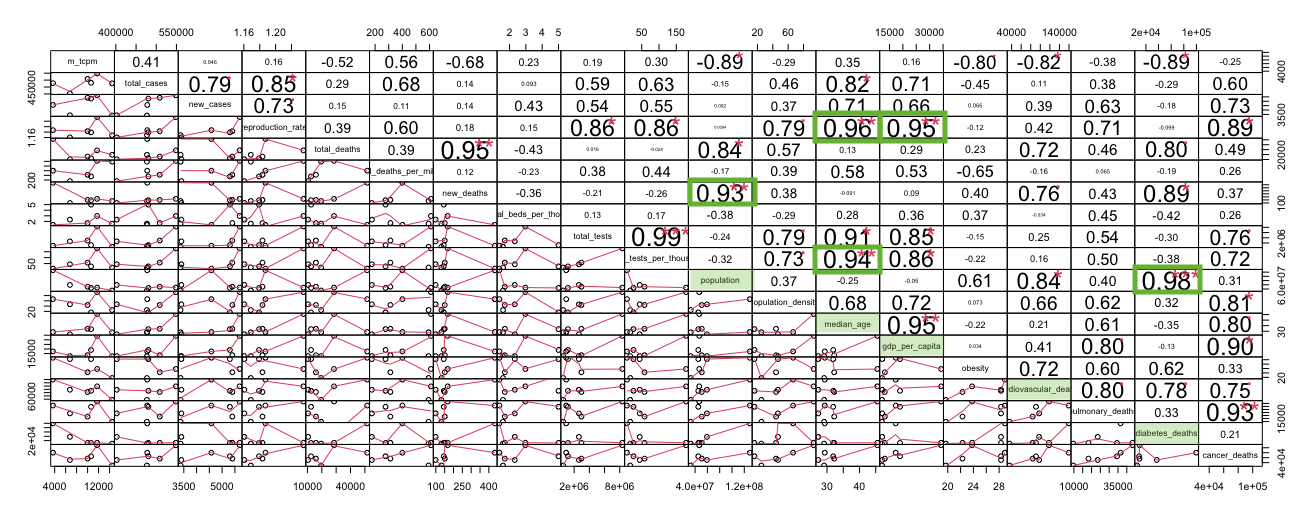 400000 550000 1.16 1.20 200 400 600 2 3 4 5 50 150 20 60 15000 30000 40000 140000 2e+04 1e+05
m_tcpm 0.41 0.046 0.16 -0.52 0.56 -0.68 0.23 0.19 0.30 -0.89* -0.29 0.35 0.16 -0.80 -0.82* -0.38 -0.89* -0.25 4000
450000 total_cases 0.79 0.85* 0.29 0.68 0.14 0.093 0.59 0.63 -0.15 0.46 0.82* 0.71 -0.45 0.11 0.38 -0.29 0.60
new_cases 0.73 0.15 0.11 0.14 0.43 0.54 0.55 0.37 0.71 0.66 0.066 0.39 0.63 -0.18 0.73 3500
1.16 reproduction_rate 0.39 0.60 0.18 0.15 0.86* 0.86* 0.79 0.96** 0.95** -0.12 0.42 0.71 -0.099 0.89*
total_deaths 0.39 0.95** -0.43 0.016 -0.028 0.84* 0.57 0.13 0.29 0.23 0.72 0.46 0.80 0.49 20000
200 _deaths_per_mi 0.12 -0.23 0.38 0.44 -0.17 0.39 0.58 0.53 -0.65 -0.16 0.065 -0.19 0.26
new_deaths -0.36 -0.21 -0.26 0.93** 0.38 -0.091 0.09 0.40 0.76 0.43 0.89* 0.37 100
2 5 al_beds_per_tho 0.13 0.17 -0.38 -0.29 0.28 0.36 0.37 -0.034 0.45 -0.42 0.26
total_tests 0.99*** -0.24 0.79 0.91* 0.85* -0.15 0.25 0.54 -0.30 0.76 2e+06
50 tests_per_thous -0.32 0.73 0.94** 0.86* -0.22 0.16 0.50 -0.38 0.72
population 0.37 -0.25 -0.05 0.61 0.84* 0.40 0.98*** 0.31 6.0e+07
20 opulation_densit 0.68 0.72 0.073 0.66 0.62 0.32 0.81*
median_age 0.95** -0.22 0.21 0.61 -0.35 0.80 30
15000 gdp_per_capita 0.034 0.41 0.80 -0.13 0.90*
obesity 0.72 0.60 0.62 0.33 20
60000 rdiovascular_dea 0.80 0.78 0.75
ulmonary_death 0.33 0.93** 15000
2e+04 diabetes_deaths 0.21
cancer_deaths 4e+04
4000 12000 3500 5000 10000 40000 100 250 400 2e+06 8e+06 4.0e+07 1.2e+08 30 40 20 24 28 10000 35000 4e+04 1e+05